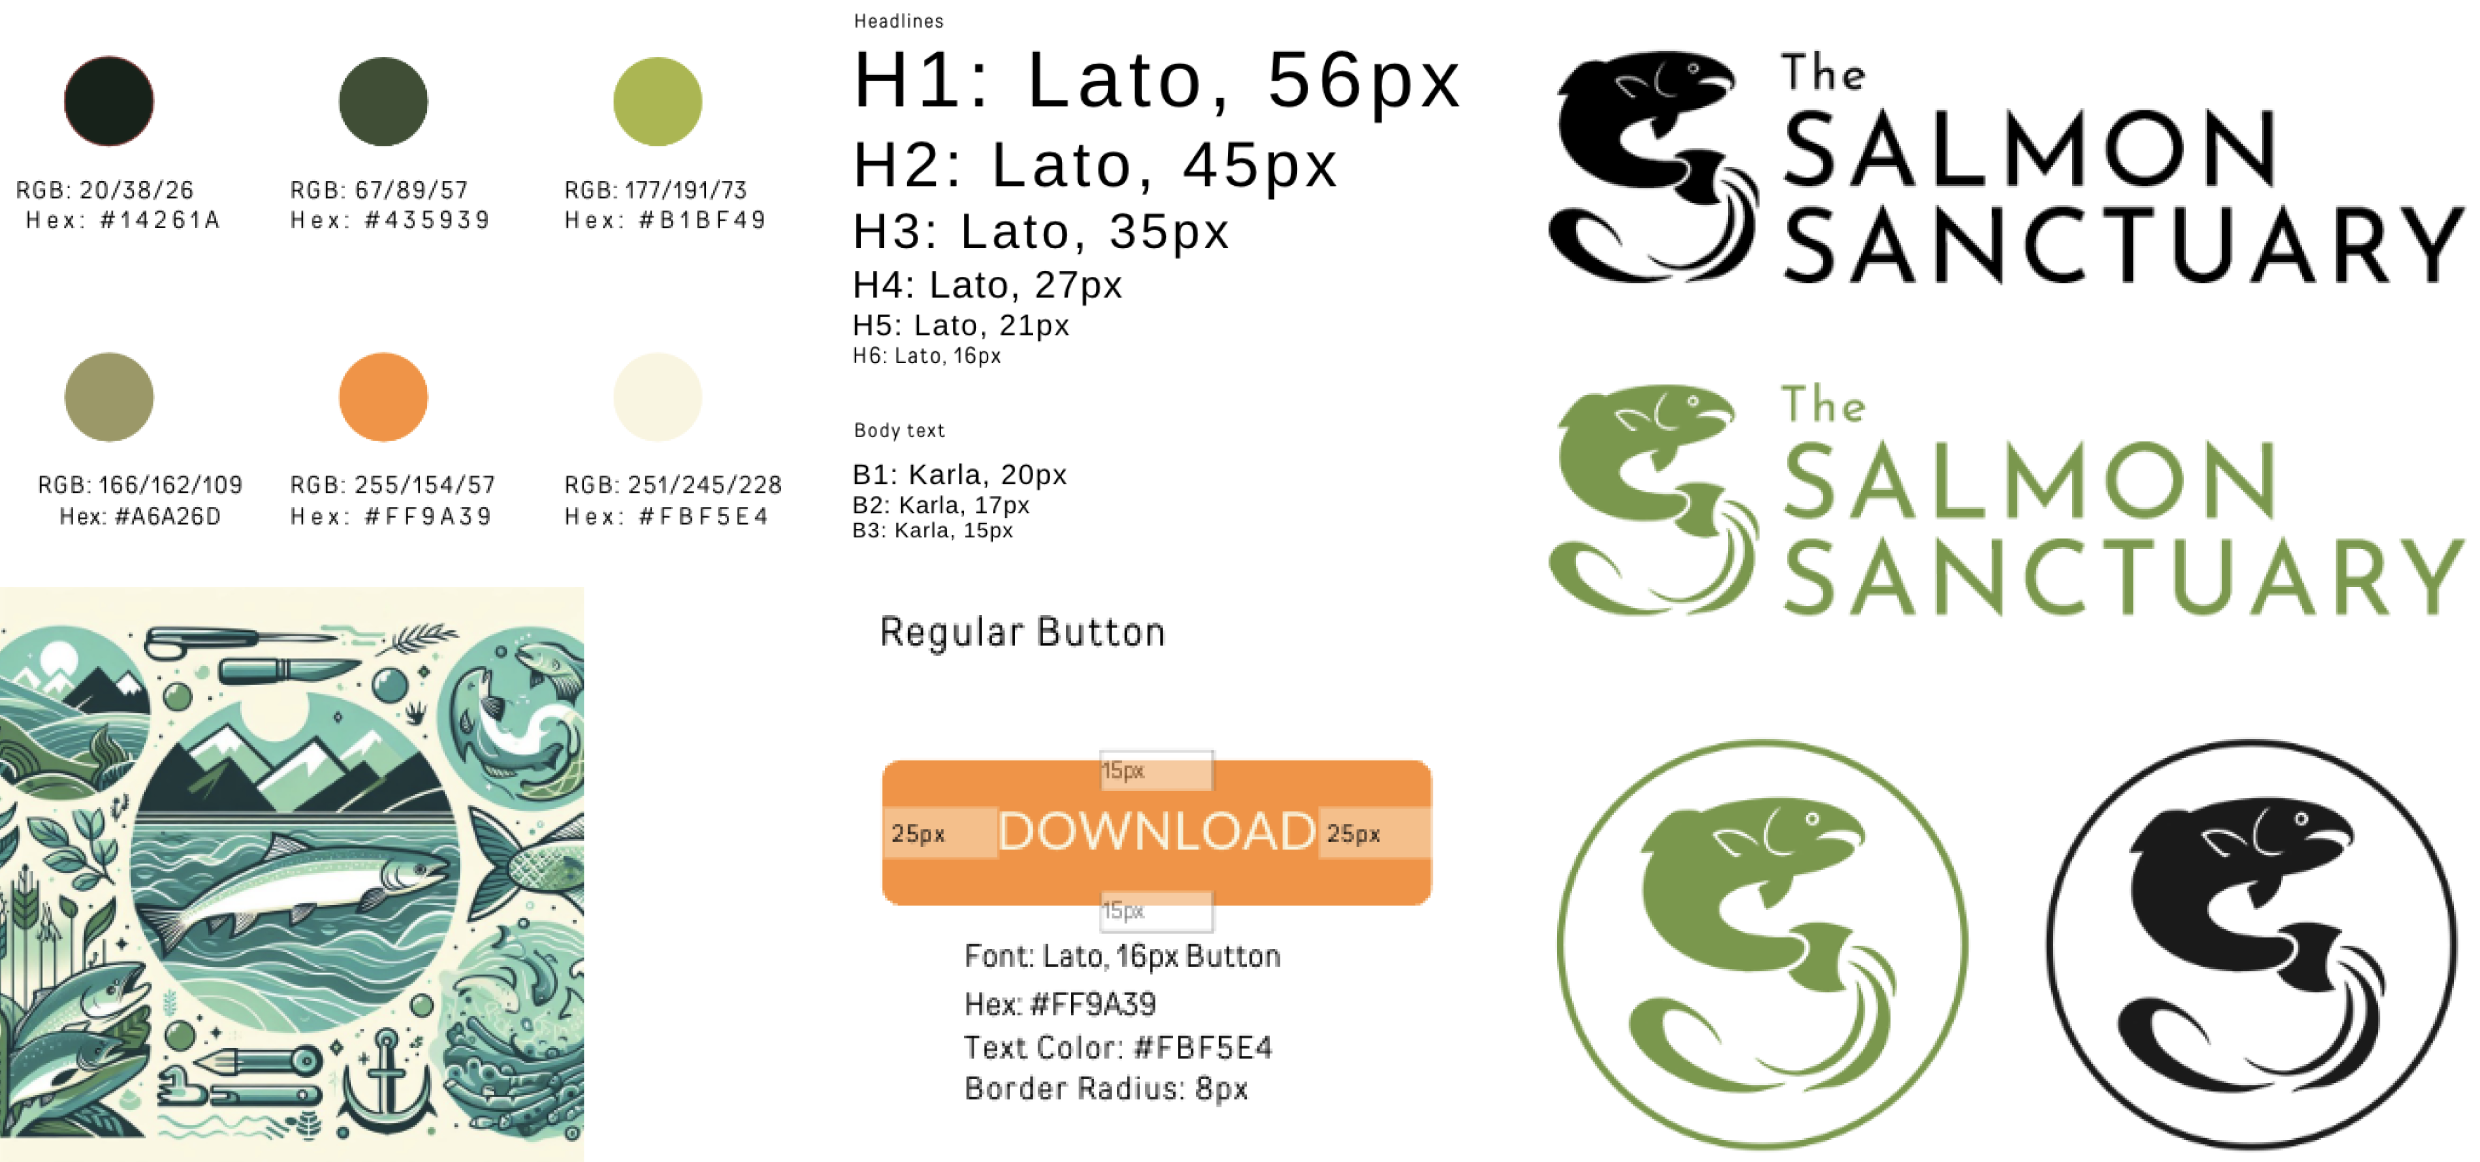 RGB: 20/38/26
Hex: #14261A
RGB: 67/89/57
Hex: #435939
RGB: 177/191/73
Hex: #B1BF49
RGB: 166/162/109
Hex: #A6A26D
RGB: 255/154/57
Hex: #FF9A39
RGB: 251/245/228
Hex: #FBF5E4
Headlines
H1: Lato, 56px
H2: Lato, 45px
H3: Lato, 35px
H4: Lato, 27px
H5: Lato, 21px
H6: Lato, 16px
Body text
B1: Karla, 20px
B2: Karla, 17px
B3: Karla, 15px
Regular Button
15px
25px
DOWNLOAD
25px
15px
Font: Lato, 16px Button
Hex: #FF9A39
Text Color: #FBF5E4
Border Radius: 8px
The
SALMON
SANCTUARY
The
SALMON
SANCTUARY